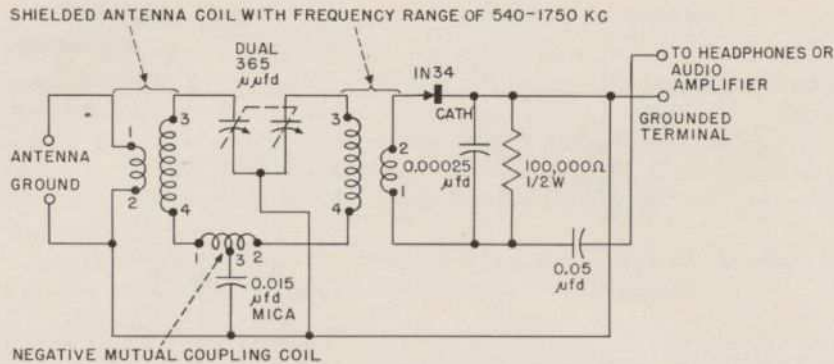 SHIELDED ANTENNA COIL WITH FREQUENCY RANGE OF 540-1750 KC
DUAL
365
μμfd
IN34
CATH
TO HEADPHONES OR
AUDIO
AMPLIFIER
GROUNDED
TERMINAL
ANTENNA
GROUND
1
2
3
4
3
4
2
1
0.00025
μfd
100,000Ω
1/2 W
1
3
2
0.015
μfd
MICA
0.05
μfd
NEGATIVE MUTUAL COUPLING COIL